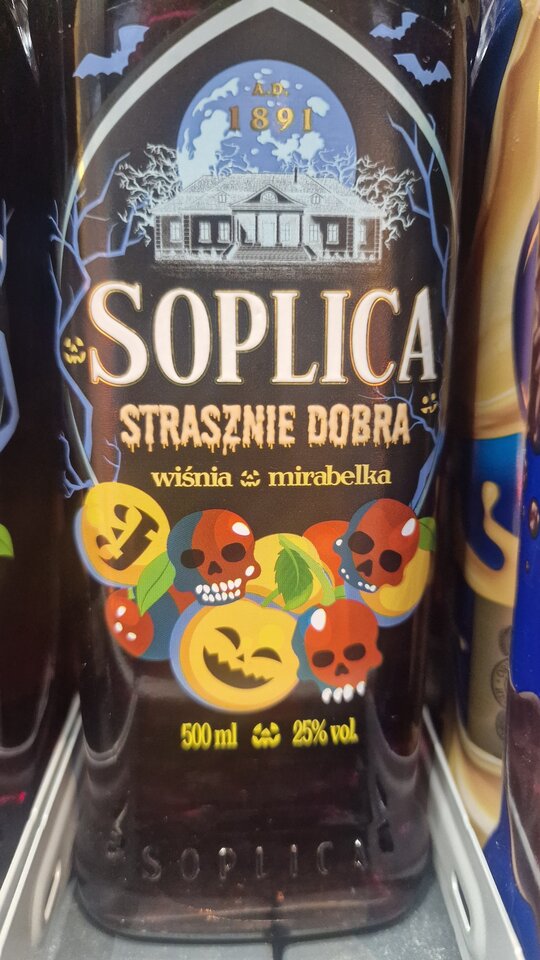 A.D.
1891
SOPLICA
STRASZNIE DOBRA
wiśnia mirabelka
500 ml 25% vol.
SOPLICA